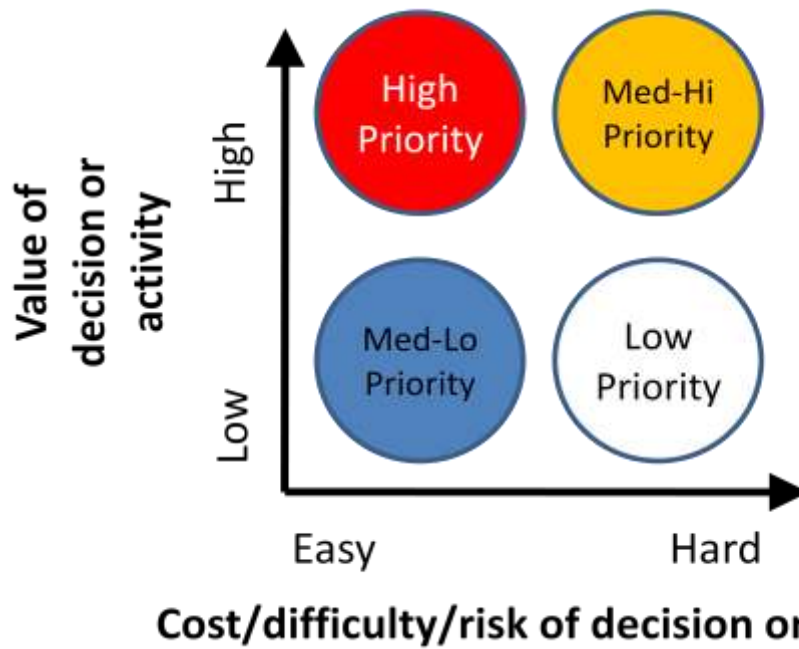 Value of
decision or
activity
High
Low
High
Priority
Med-Hi
Priority
Med-Lo
Priority
Low
Priority
Easy
Hard
Cost/difficulty/risk of decision or